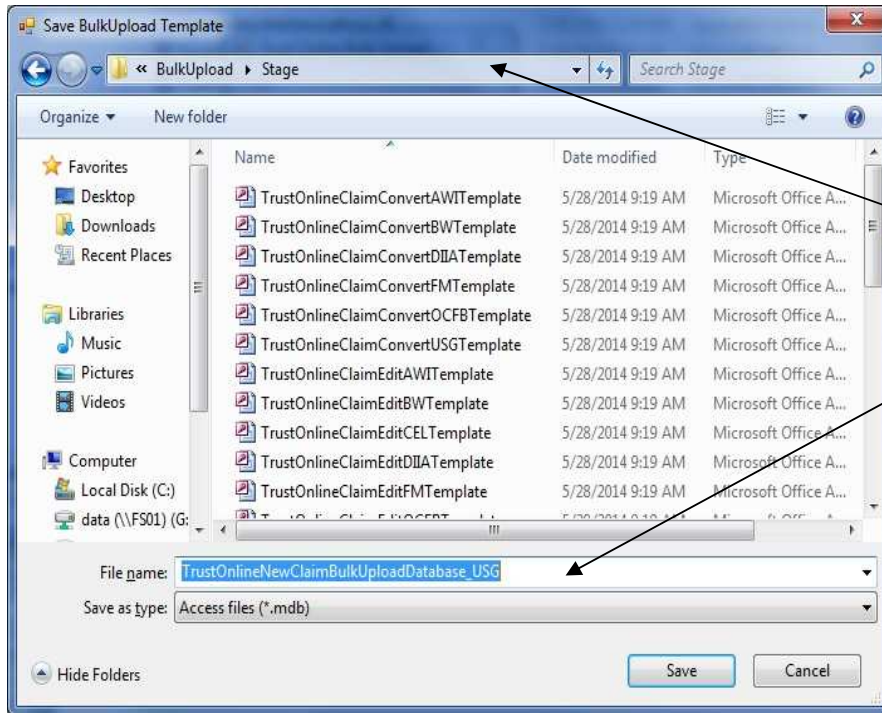 Save BulkUpload Template
« BulkUpload ▸ Stage
Search Stage
Organize New folder
Name Date modified Type
Favorites
Desktop
Downloads
Recent Places
Libraries
Music
Pictures
Videos
Computer
Local Disk (C:)
data (\\FS01) (G:
TrustOnlineClaimConvertAWITemplate 5/28/2014 9:19 AM Microsoft Office A...
TrustOnlineClaimConvertBWTemplate 5/28/2014 9:19 AM Microsoft Office A...
TrustOnlineClaimConvertDIIATemplate 5/28/2014 9:19 AM Microsoft Office A...
TrustOnlineClaimConvertFMTemplate 5/28/2014 9:19 AM Microsoft Office A...
TrustOnlineClaimConvertOCFBTemplate 5/28/2014 9:19 AM Microsoft Office A...
TrustOnlineClaimConvertUSGTemplate 5/28/2014 9:19 AM Microsoft Office A...
TrustOnlineClaimEditAWITemplate 5/28/2014 9:19 AM Microsoft Office A...
TrustOnlineClaimEditBWTemplate 5/28/2014 9:19 AM Microsoft Office A...
TrustOnlineClaimEditCELTemplate 5/28/2014 9:19 AM Microsoft Office A...
TrustOnlineClaimEditDIIATemplate 5/28/2014 9:19 AM Microsoft Office A...
TrustOnlineClaimEditFMTemplate 5/28/2014 9:19 AM Microsoft Office A...
File name: TrustOnlineNewClaimBulkUploadDatabase_USG
Save as type: Access files (*.mdb)
Hide Folders
Save Cancel